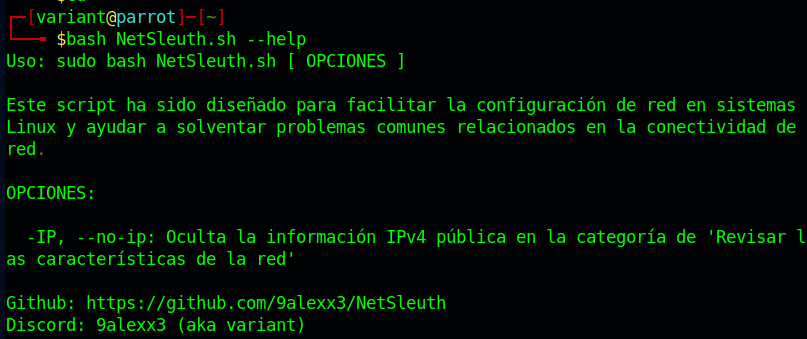 ┌─[variant@parrot]─[~]
└──╼ $bash NetSleuth.sh --help
Uso: sudo bash NetSleuth.sh [ OPCIONES ]
Este script ha sido diseñado para facilitar la configuración de red en sistemas
Linux y ayudar a solventar problemas comunes relacionados en la conectividad de
red.
OPCIONES:
-IP, --no-ip: Oculta la información IPv4 pública en la categoría de 'Revisar l
as características de la red'
Github: https://github.com/9alexx3/NetSleuth
Discord: 9alexx3 (aka variant)